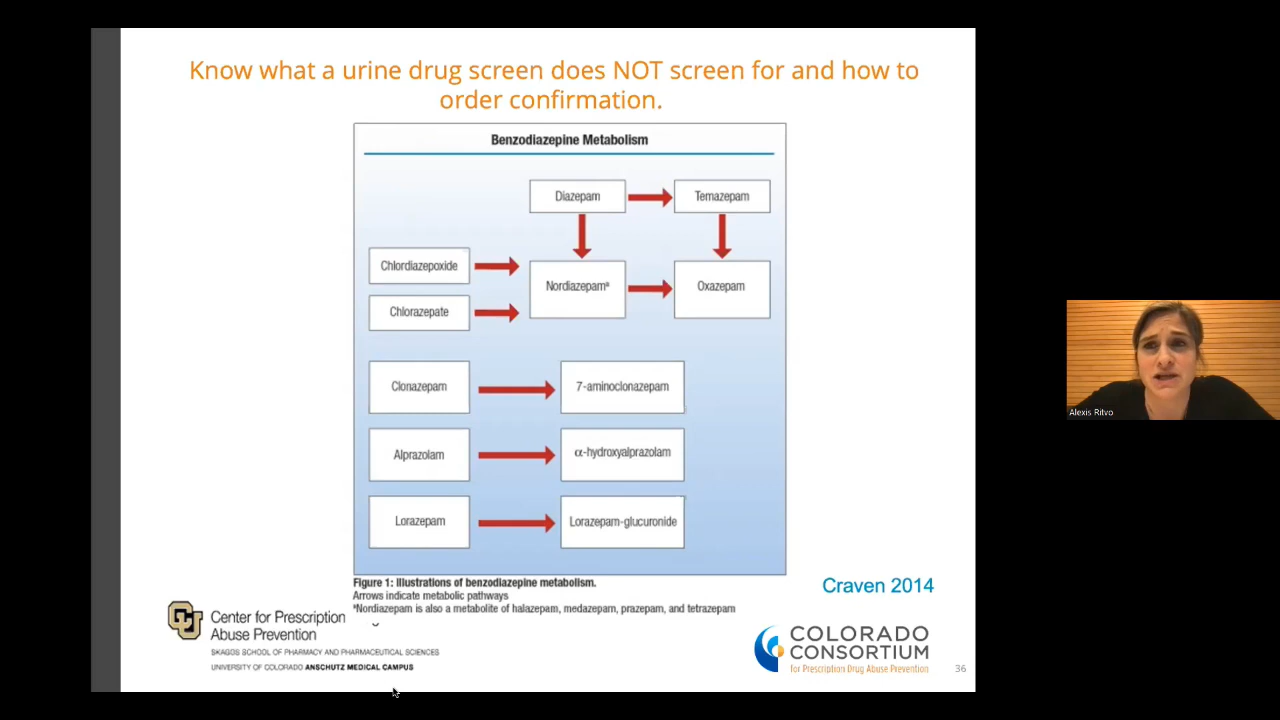 Know what a urine drug screen does NOT screen for and how to
order confirmation.
Benzodiazepine Metabolism
Diazepam
Temazepam
Chlordiazepoxide
Nordiazepamª
Oxazepam
Chlorazepate
Clonazepam
7-aminoclonazepam
Alprazolam
α-hydroxyalprazolam
Lorazepam
Lorazepam-glucuronide
Figure 1: Illustrations of benzodiazepine metabolism.
Arrows indicate metabolic pathways
ªNordiazepam is also a metabolite of halazepam, medazepam, prazepam, and tetrazepam
Craven 2014
CU
Center for Prescription
Abuse Prevention
SKAGGS SCHOOL OF PHARMACY AND PHARMACEUTICAL SCIENCES
UNIVERSITY OF COLORADO ANSCHUTZ MEDICAL CAMPUS
COLORADO
CONSORTIUM
for Prescription Drug Abuse Prevention
36
Alexis Ritvo